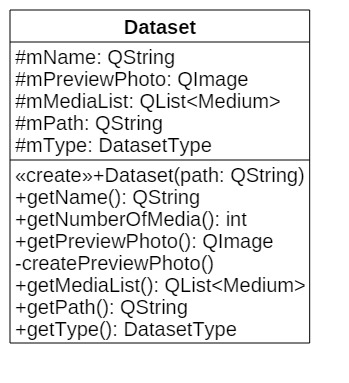 Dataset
#mName: QString
#mPreviewPhoto: QImage
#mMediaList: QList<Medium>
#mPath: QString
#mType: DatasetType
«create»+Dataset(path: QString)
+getName(): QString
+getNumberOfMedia(): int
+getPreviewPhoto(): QImage
-createPreviewPhoto()
+getMediaList(): QList<Medium>
+getPath(): QString
+getType(): DatasetType